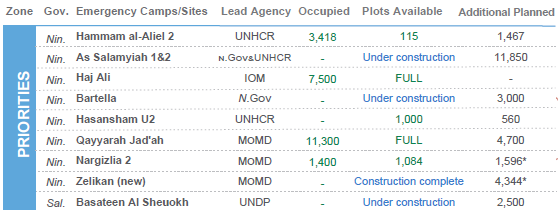 Zone Gov. Emergency Camps/Sites Lead Agency Occupied Plots Available Additional Planned
PRIORITIES
Nin. Hammam al-Aliel 2 UNHCR 3,418 115 1,467
Nin. As Salamyiah 1&2 N.Gov&UNHCR - Under construction 11,850
Nin. Haj Ali IOM 7,500 FULL -
Nin. Bartella N.Gov - Under construction 3,000
Nin. Hasansham U2 UNHCR - 1,000 560
Nin. Qayyarah Jad'ah MoMD 11,300 FULL 4,700
Nin. Nargizlia 2 MoMD 1,400 1,084 1,596*
Nin. Zelikan (new) MoMD - Construction complete 4,344*
Sal. Basateen Al Sheuokh UNDP - Under construction 2,500